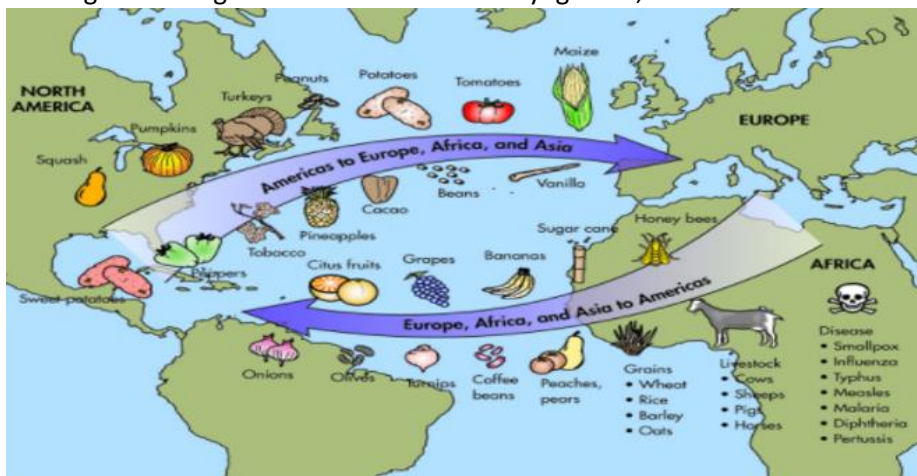 NORTH
AMERICA
Squash
Pumpkins
Turkeys
Peanuts
Potatoes
Tomatoes
Maize
EUROPE
Americas to Europe, Africa, and Asia
Sweet potatoes
Peppers
Tobacco
Pineapples
Cacao
Beans
Vanilla
Citus fruits
Grapes
Bananas
Sugar cane
Honey bees
AFRICA
Europe, Africa, and Asia to Americas
Onions
Olives
Turnips
Coffee
beans
Peaches,
pears
Grains
• Wheat
• Rice
• Barley
• Oats
Livestock
• Cows
• Sheeps
• Pigs
• Horses
Disease
• Smallpox
• Influenza
• Typhus
• Measles
• Malaria
• Diphtheria
• Pertussis